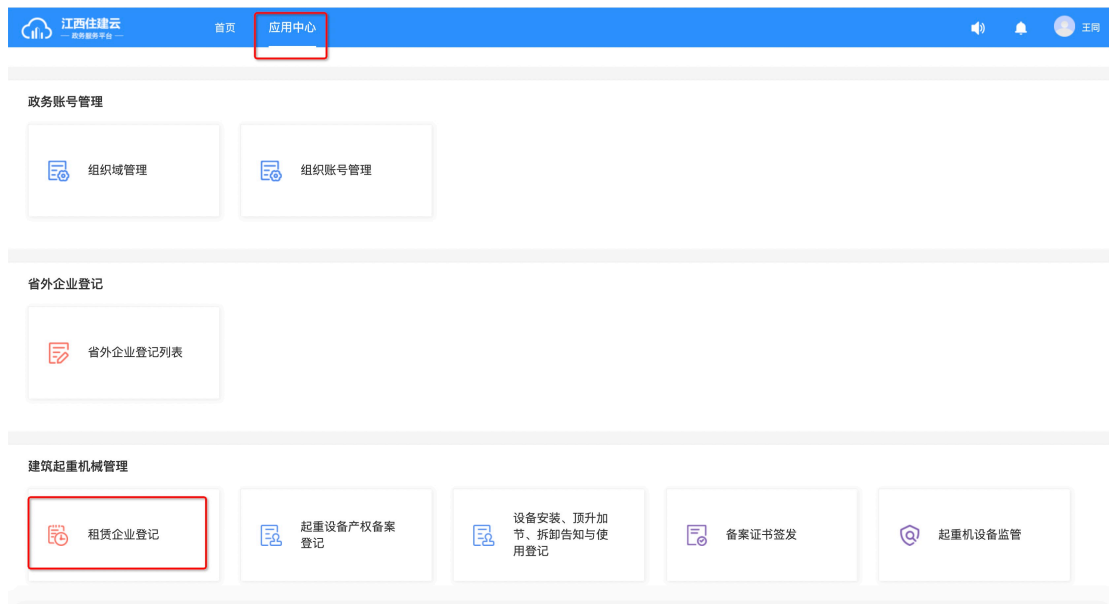 江西住建云
政务服务平台
首页
应用中心
王同
政务账号管理
组织域管理
组织账号管理
省外企业登记
省外企业登记列表
建筑起重机械管理
租赁企业登记
起重设备产权备案
登记
设备安装、顶升加
节、拆卸告知与使
用登记
备案证书签发
起重机设备监管